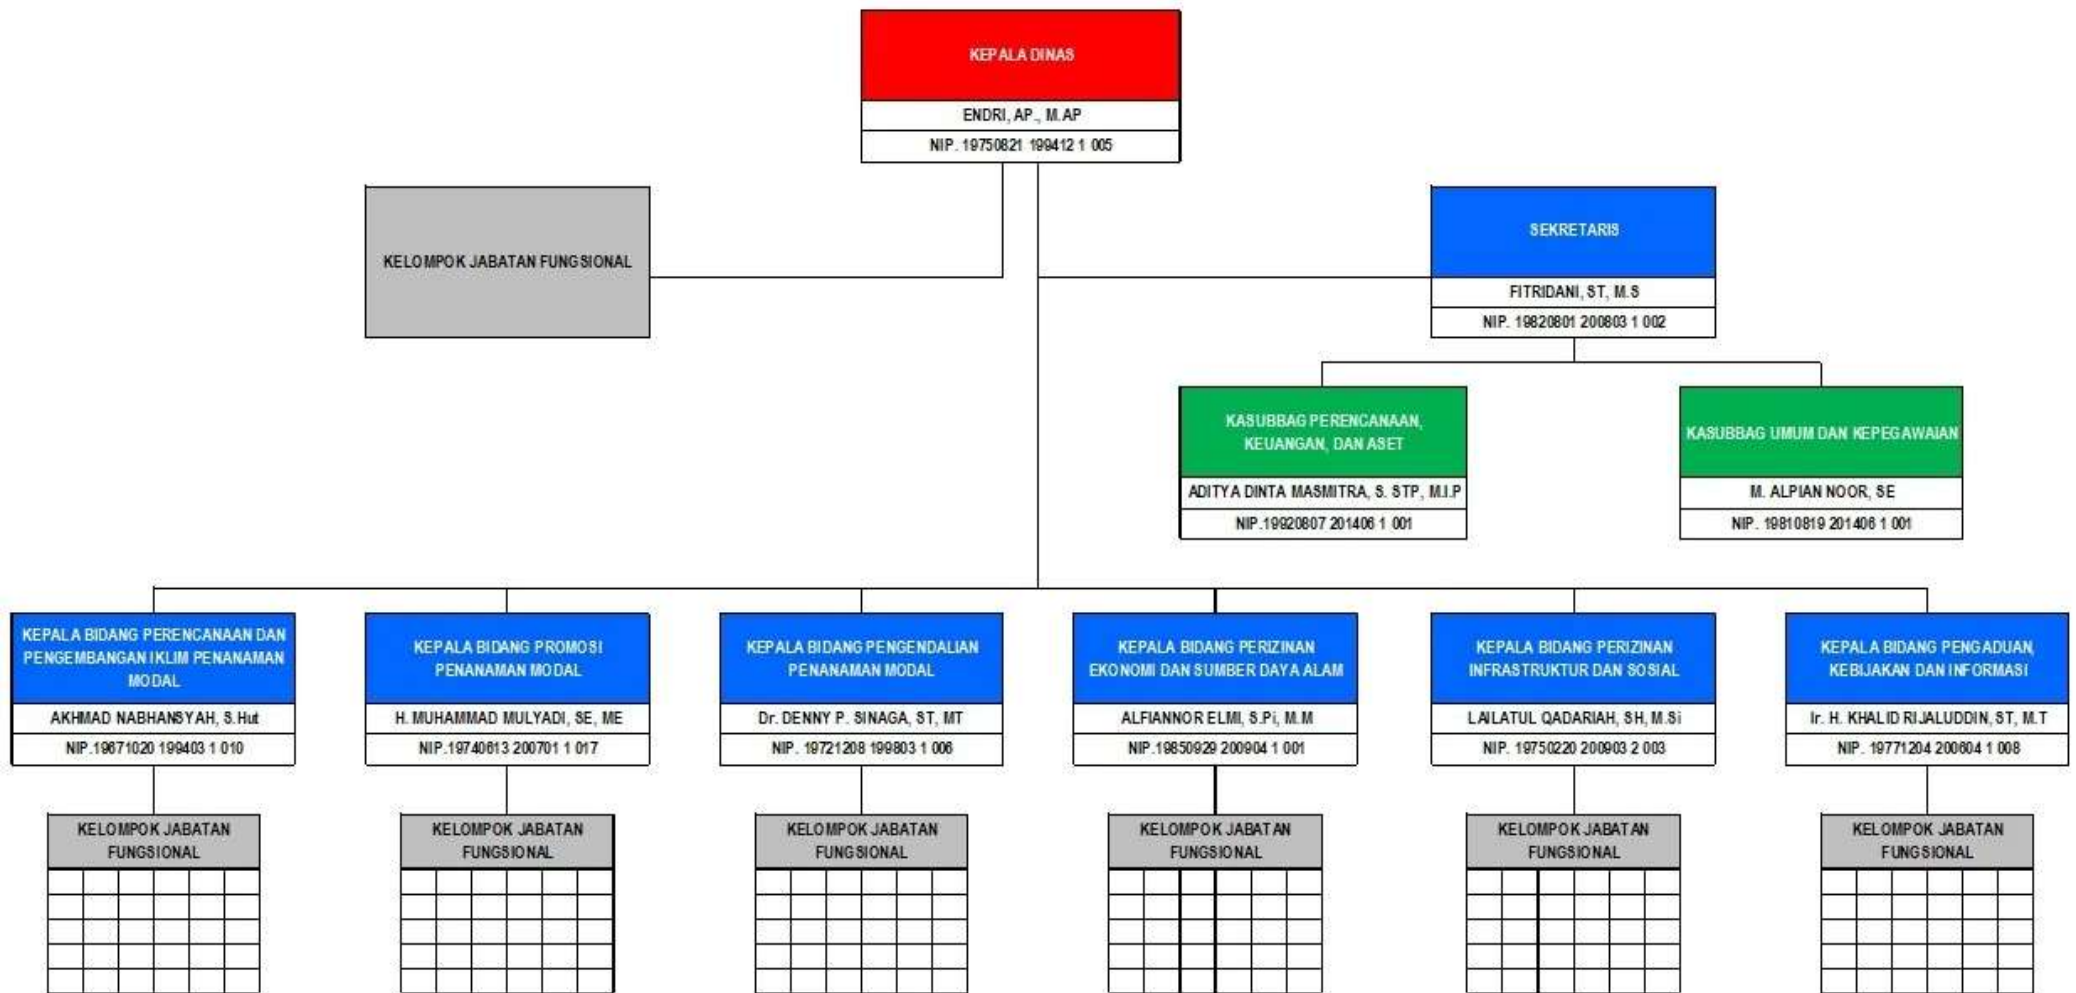 KEPALA DINAS
ENDRI, AP., M.AP
NIP. 19750821 199412 1 005
KELOMPOK JABATAN FUNGSIONAL
SEKRETARIS
FITRIDANI, ST, M.S
NIP. 19820801 200803 1 002
KASUBBAG PERENCANAAN,
KEUANGAN, DAN ASET
ADITYA DINTA MASMITRA, S. STP, M.I.P
NIP.19920807 201406 1 001
KASUBBAG UMUM DAN KEPEGAWAIAN
M. ALPIAN NOOR, SE
NIP. 19810819 201406 1 001
KEPALA BIDANG PERENCANAAN DAN
PENGEMBANGAN IKLIM PENANAMAN
MODAL
AKHMAD NABHANSYAH, S.Hut
NIP.19671020 199403 1 010
KEPALA BIDANG PROMOSI
PENANAMAN MODAL
H. MUHAMMAD MULYADI, SE, ME
NIP.19740613 200701 1 017
KEPALA BIDANG PENGENDALIAN
PENANAMAN MODAL
Dr. DENNY P. SINAGA, ST, MT
NIP. 19721208 199803 1 006
KEPALA BIDANG PERIZINAN
EKONOMI DAN SUMBER DAYA ALAM
ALFIANNOR ELMI, S.Pi, M.M
NIP.19850929 200904 1 001
KEPALA BIDANG PERIZINAN
INFRASTRUKTUR DAN SOSIAL
LAILATUL QADARIAH, SH, M.Si
NIP. 19750220 200903 2 003
KEPALA BIDANG PENGADUAN,
KEBIJAKAN DAN INFORMASI
Ir. H. KHALID RIJALUDDIN, ST, M.T
NIP. 19771204 200604 1 008
KELOMPOK JABATAN
FUNGSIONAL
KELOMPOK JABATAN
FUNGSIONAL
KELOMPOK JABATAN
FUNGSIONAL
KELOMPOK JABATAN
FUNGSIONAL
KELOMPOK JABATAN
FUNGSIONAL
KELOMPOK JABATAN
FUNGSIONAL